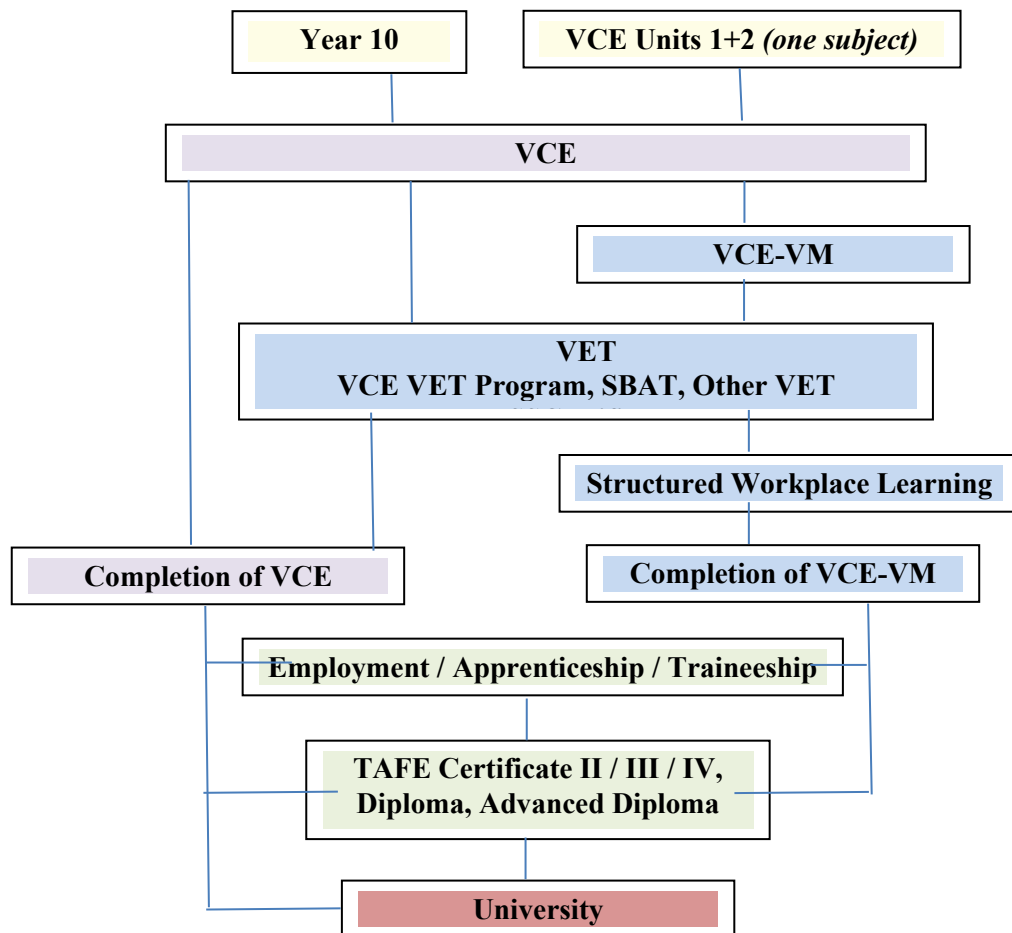 Year 10
VCE Units 1+2 (one subject)
VCE
VCE-VM
VET
VCE VET Program, SBAT, Other VET
Structured Workplace Learning
Completion of VCE
Completion of VCE-VM
Employment / Apprenticeship / Traineeship
TAFE Certificate II / III / IV,
Diploma, Advanced Diploma
University